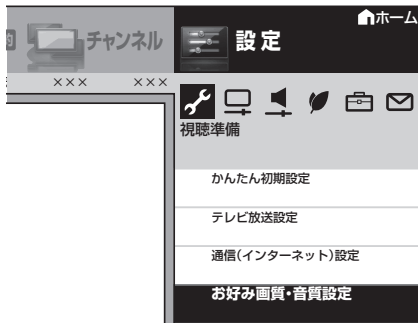 ホーム
チャンネル
設定
××× ×××
視聴準備
かんたん初期設定
テレビ放送設定
通信(インターネット)設定
お好み画質・音質設定